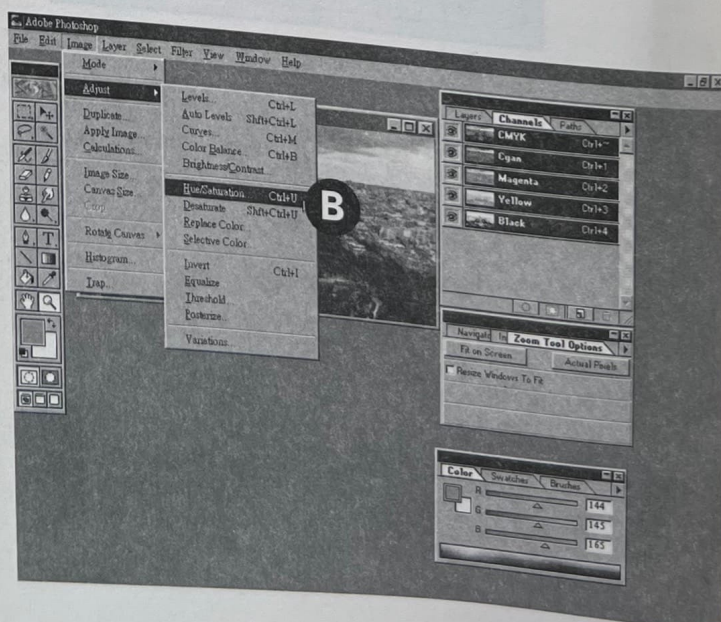 Adobe Photoshop
File Edit Image Layer Select Filter View Window Help
Mode
Adjust
Duplicate...
Apply Image...
Calculations...
Image Size...
Canvas Size...
Crop
Rotate Canvas
Histogram...
Trap...
Levels... Ctrl+L
Auto Levels Shft+Ctrl+L
Curves... Ctrl+M
Color Balance... Ctrl+B
Brightness/Contrast...
Hue/Saturation... Ctrl+U
Desaturate Shft+Ctrl+U
Replace Color...
Selective Color...
Invert Ctrl+I
Equalize
Threshold...
Posterize...
Variations...
B
Layers Channels Paths
CMYK Ctrl+~
Cyan Ctrl+1
Magenta Ctrl+2
Yellow Ctrl+3
Black Ctrl+4
Navigate In Zoom Tool Options
Fit on Screen Actual Pixels
Resize Windows To Fit
Color Swatches Brushes
R 144
G 145
B 165
T